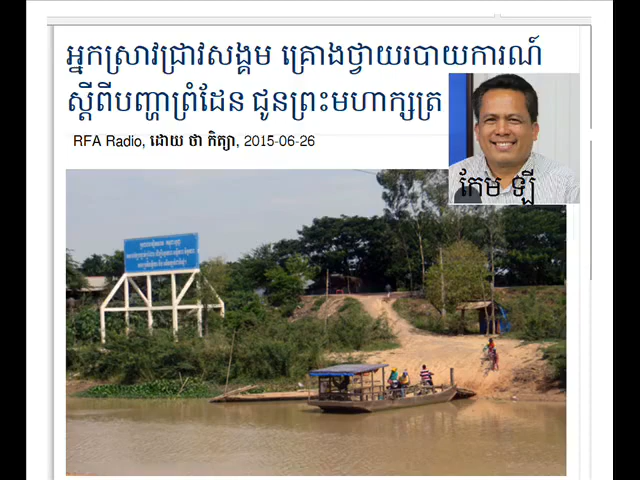 អ្នកស្រាវជ្រាវសង្គម គ្រោងថ្វាយរបាយការណ៍
ស្ដីពីបញ្ហាព្រំដែន ជូនព្រះមហាក្សត្រ
RFA Radio, ដោយ ថា កិត្យា, 2015-06-26
កែម ឡី